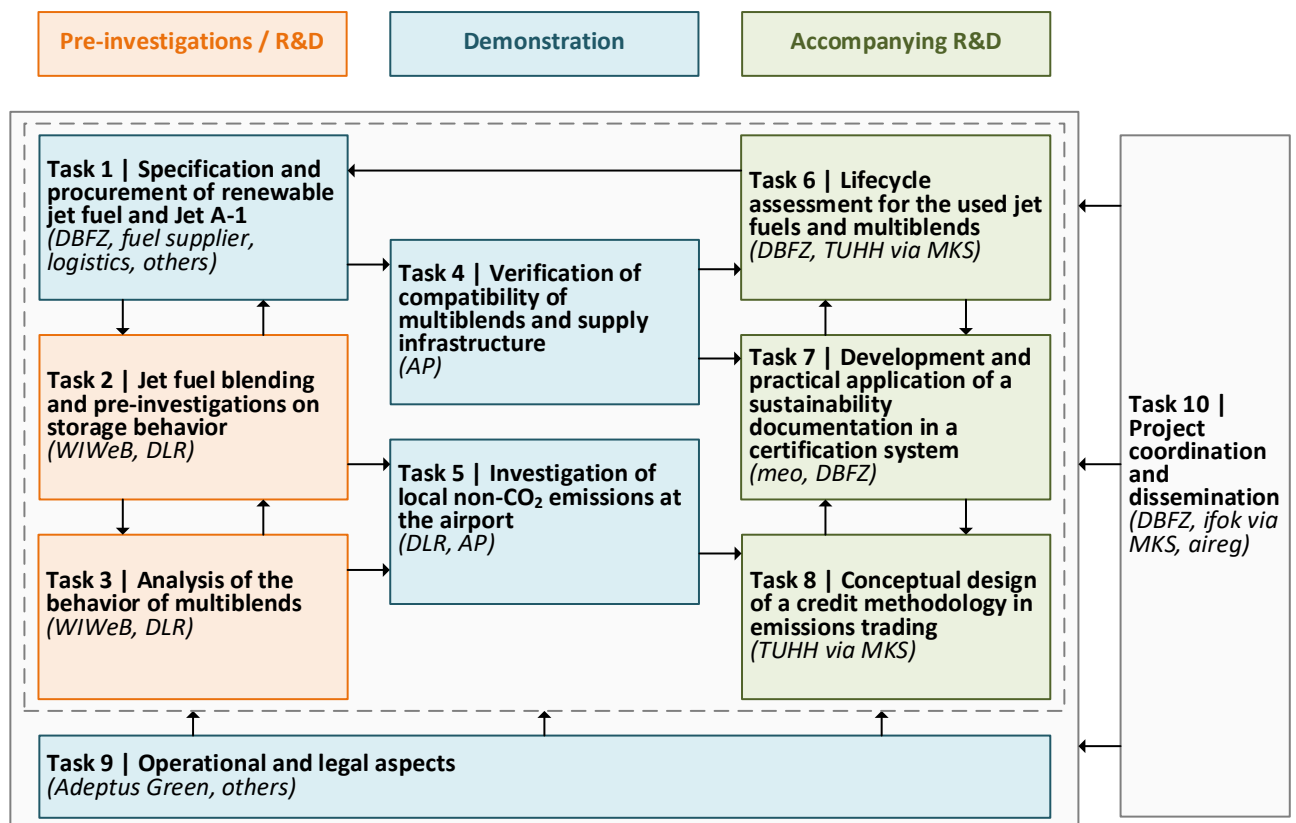 Pre-investigations / R&D
Demonstration
Accompanying R&D
Task 1 | Specification and
procurement of renewable
jet fuel and Jet A-1
(DBFZ, fuel supplier,
logistics, others)
Task 2 | Jet fuel blending
and pre-investigations on
storage behavior
(WIWeB, DLR)
Task 3 | Analysis of the
behavior of multiblends
(WIWeB, DLR)
Task 4 | Verification of
compatibility of
multiblends and supply
infrastructure
(AP)
Task 5 | Investigation of
local non-CO₂ emissions at
the airport
(DLR, AP)
Task 6 | Lifecycle
assessment for the used jet
fuels and multiblends
(DBFZ, TUHH via MKS)
Task 7 | Development and
practical application of a
sustainability
documentation in a
certification system
(meo, DBFZ)
Task 8 | Conceptual design
of a credit methodology in
emissions trading
(TUHH via MKS)
Task 9 | Operational and legal aspects
(Adeptus Green, others)
Task 10 |
Project
coordination
and
dissemination
(DBFZ, ifok via
MKS, aireg)